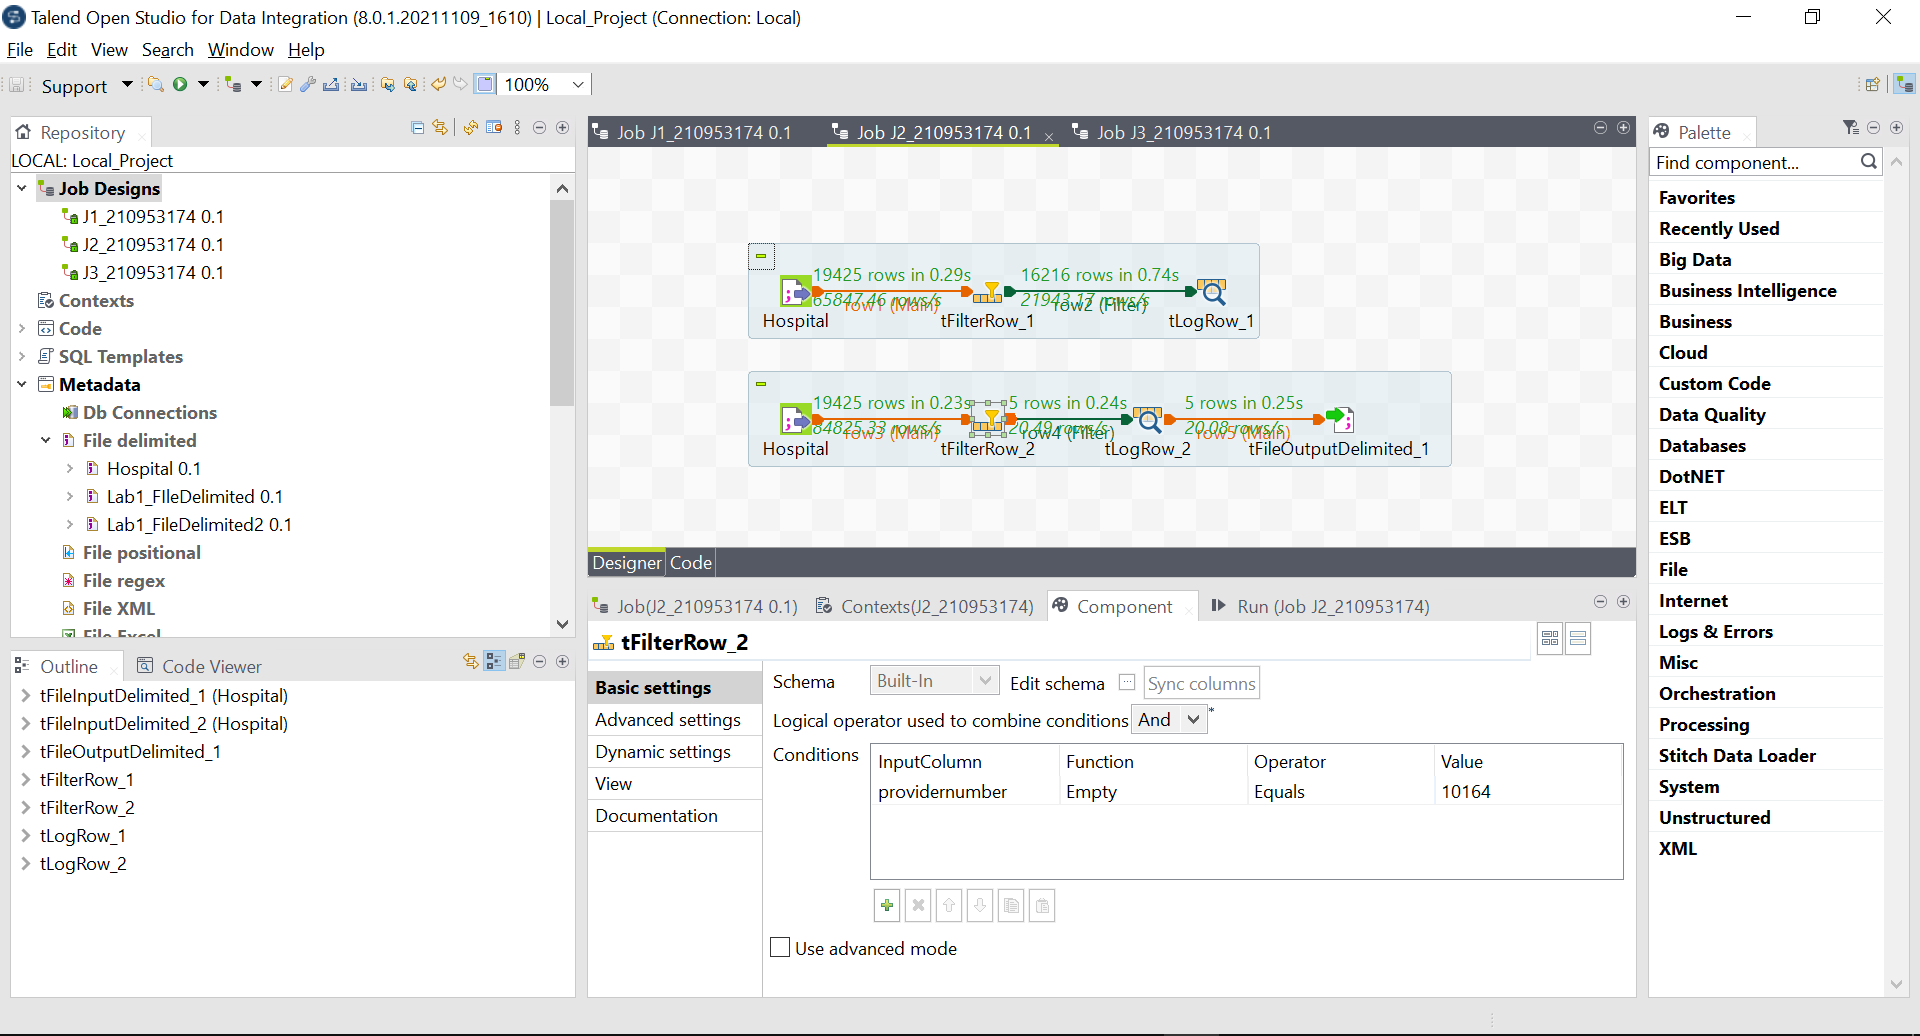 Talend Open Studio for Data Integration (8.0.1.20211109_1610) | Local_Project (Connection: Local)
File Edit View Search Window Help
Support 100%
Repository
LOCAL: Local_Project
Job Designs
J1_210953174 0.1
J2_210953174 0.1
J3_210953174 0.1
Contexts
Code
SQL Templates
Metadata
Db Connections
File delimited
Hospital 0.1
Lab1_FIleDelimited 0.1
Lab1_FileDelimited2 0.1
File positional
File regex
File XML
File Excel
Outline Code Viewer
tFileInputDelimited_1 (Hospital)
tFileInputDelimited_2 (Hospital)
tFileOutputDelimited_1
tFilterRow_1
tFilterRow_2
tLogRow_1
tLogRow_2
Job J1_210953174 0.1 Job J2_210953174 0.1 Job J3_210953174 0.1
19425 rows in 0.29s 16216 rows in 0.74s
65847.46 rows/s 21943.17 rows/s
row1 (Main) row2 (Filter)
Hospital tFilterRow_1 tLogRow_1
19425 rows in 0.23s 5 rows in 0.24s 5 rows in 0.25s
84825.33 rows/s 20.49 rows/s 20.08 rows/s
row3 (Main) row4 (Filter) row5 (Main)
Hospital tFilterRow_2 tLogRow_2 tFileOutputDelimited_1
Designer Code
Job(J2_210953174 0.1) Contexts(J2_210953174) Component Run (Job J2_210953174)
tFilterRow_2
Basic settings
Advanced settings
Dynamic settings
View
Documentation
Schema Built-In Edit schema ... Sync columns
Logical operator used to combine conditions And *
Conditions
InputColumn Function Operator Value
providernumber Empty Equals 10164
Use advanced mode
Palette
Find component...
Favorites
Recently Used
Big Data
Business Intelligence
Business
Cloud
Custom Code
Data Quality
Databases
DotNET
ELT
ESB
File
Internet
Logs & Errors
Misc
Orchestration
Processing
Stitch Data Loader
System
Unstructured
XML